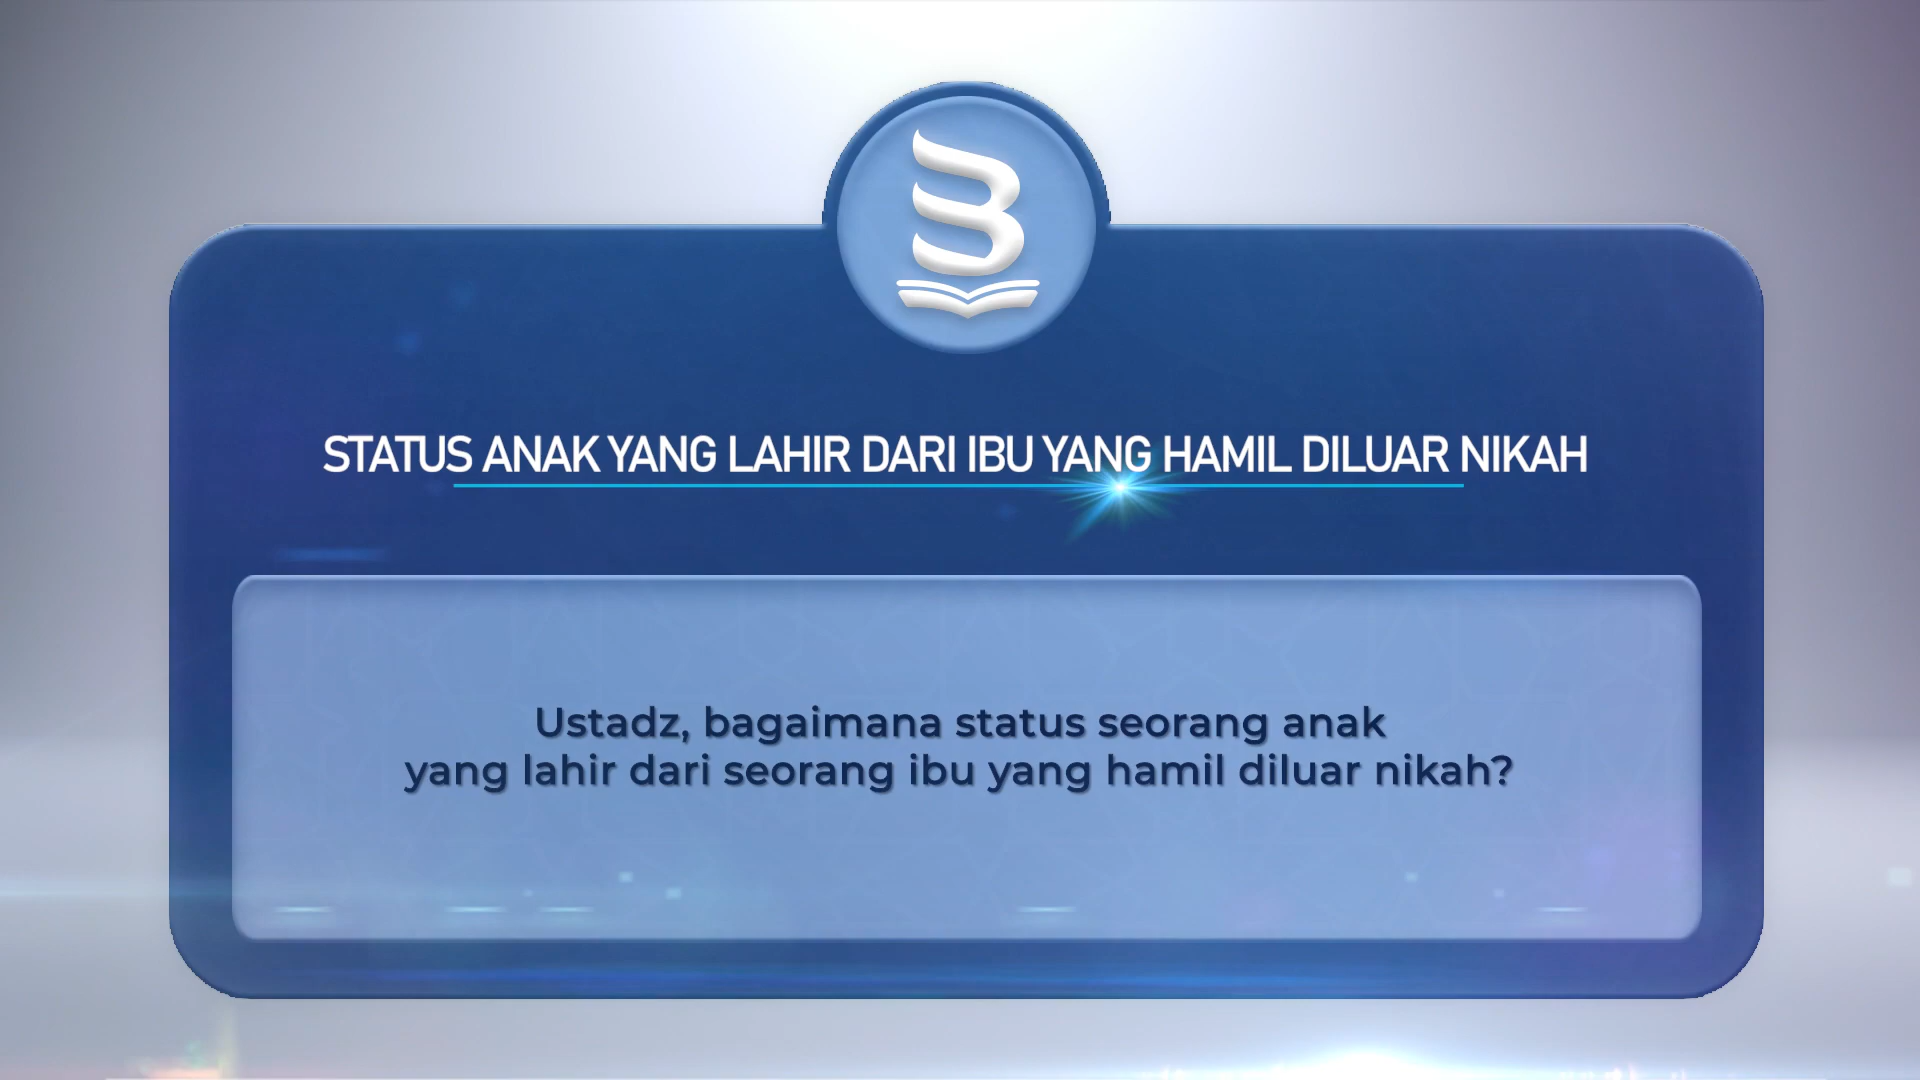 STATUS ANAK YANG LAHIR DARI IBU YANG HAMIL DILUAR NIKAH
Ustadz, bagaimana status seorang anak
yang lahir dari seorang ibu yang hamil diluar nikah?